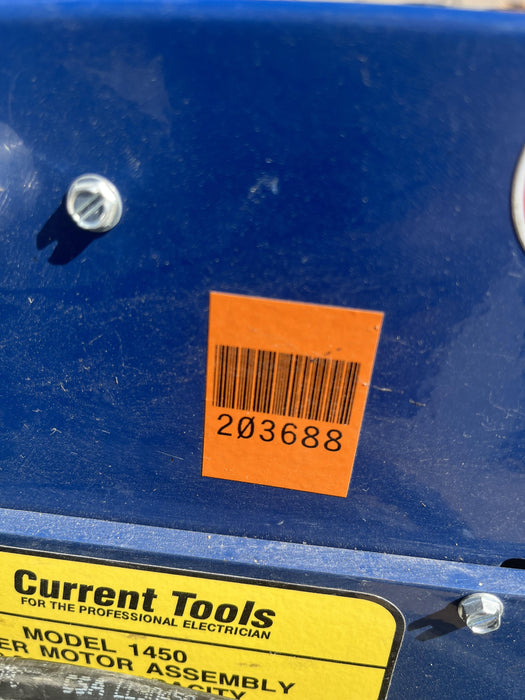 203688
Current Tools
FOR THE PROFESSIONAL ELECTRICIAN
MODEL 1450
MOTOR ASSEMBLY